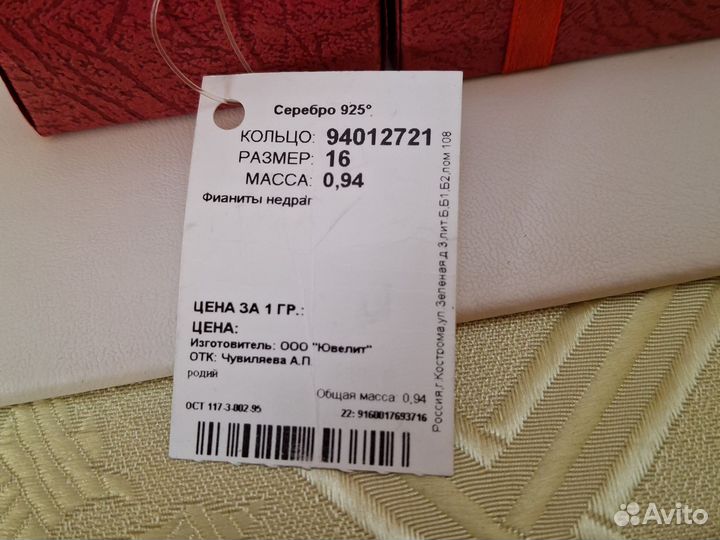 Серебро 925°
КОЛЬЦО: 94012721
РАЗМЕР: 16
МАССА: 0,94
Фианиты недраг
ЦЕНА ЗА 1 ГР.:
ЦЕНА:
Изготовитель: ООО "Ювелит"
ОТК: Чувиляева А.П.
родий
Общая масса: 0,94
ОСТ 117-3-002-95
22: 9160017693716
Россия,г.Кострома,ул.Зеленая,д.3,лит Б,Б1,Б2,пом 108
Avito